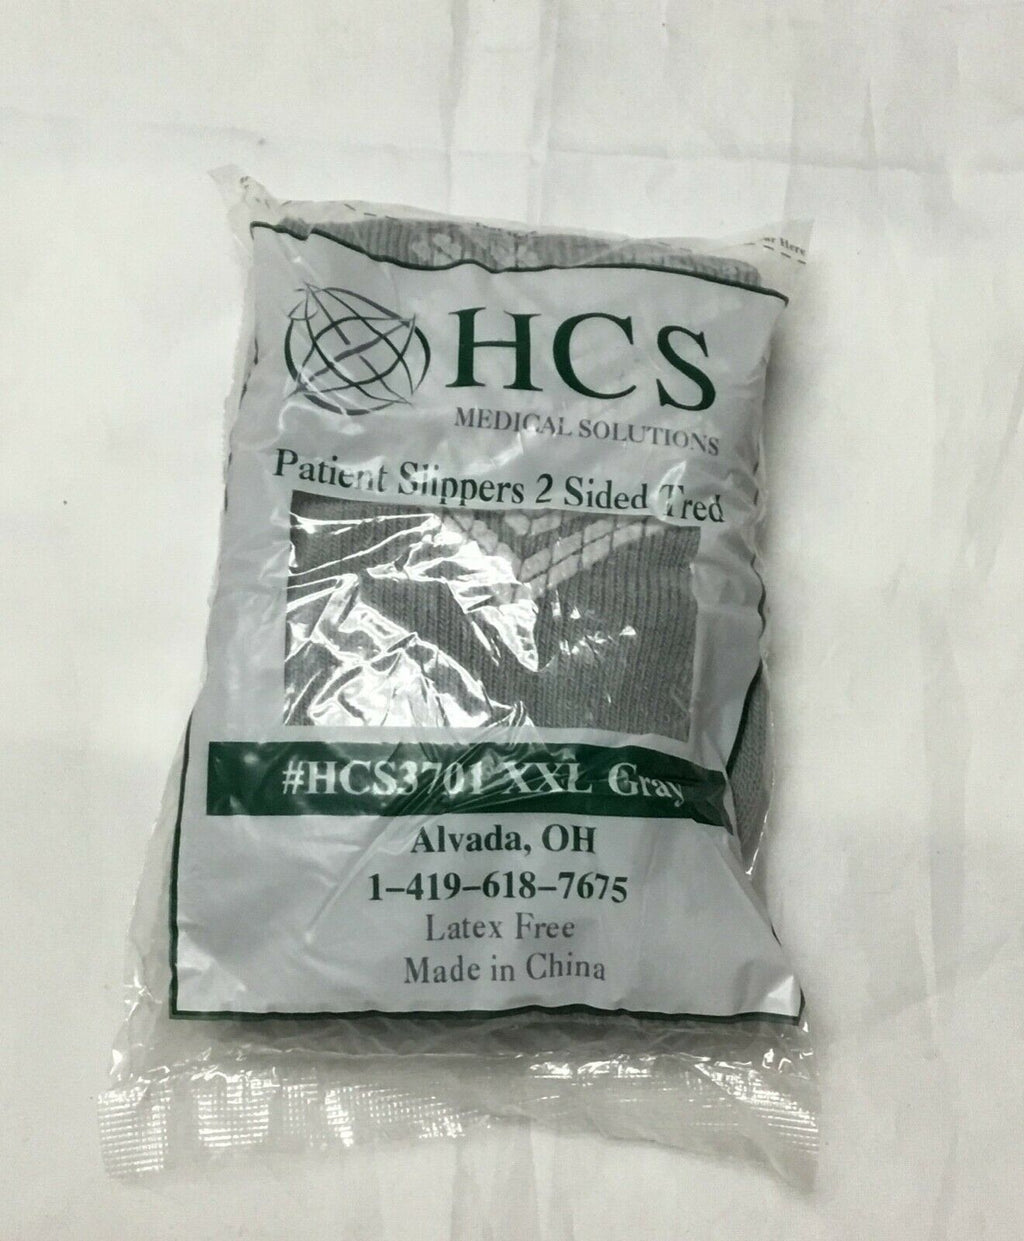 Here
HCS
MEDICAL SOLUTIONS
Patient Slippers 2 Sided Tred
#HCS3701 XXL Gray
Alvada, OH
1-419-618-7675
Latex Free
Made in China